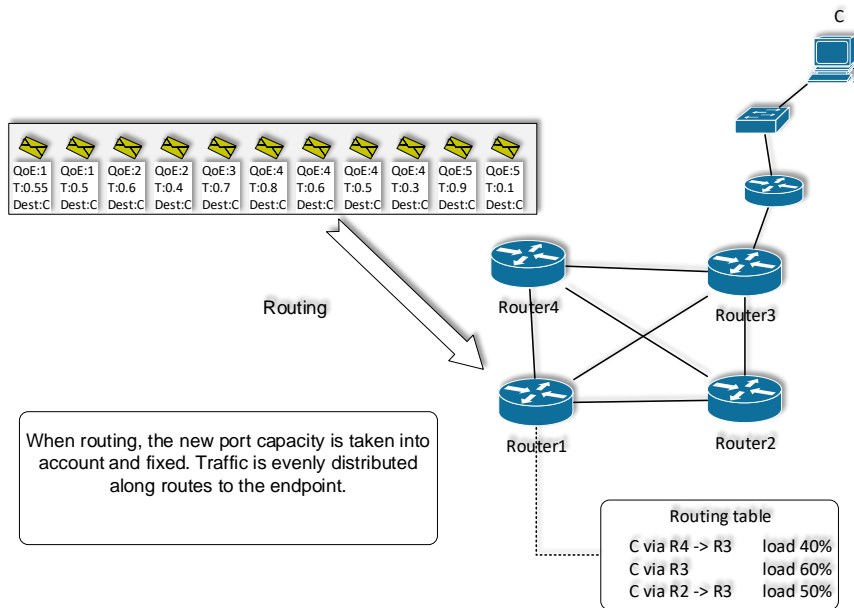 C
QoE:1 QoE:1 QoE:2 QoE:2 QoE:3 QoE:4 QoE:4 QoE:4 QoE:4 QoE:5 QoE:5
T:0.55 T:0.5 T:0.6 T:0.4 T:0.7 T:0.8 T:0.6 T:0.5 T:0.3 T:0.9 T:0.1
Dest:C Dest:C Dest:C Dest:C Dest:C Dest:C Dest:C Dest:C Dest:C Dest:C Dest:C
Routing
Router4
Router3
Router1
Router2
When routing, the new port capacity is taken into
account and fixed. Traffic is evenly distributed
along routes to the endpoint.
Routing table
C via R4 -> R3 load 40%
C via R3 load 60%
C via R2 -> R3 load 50%